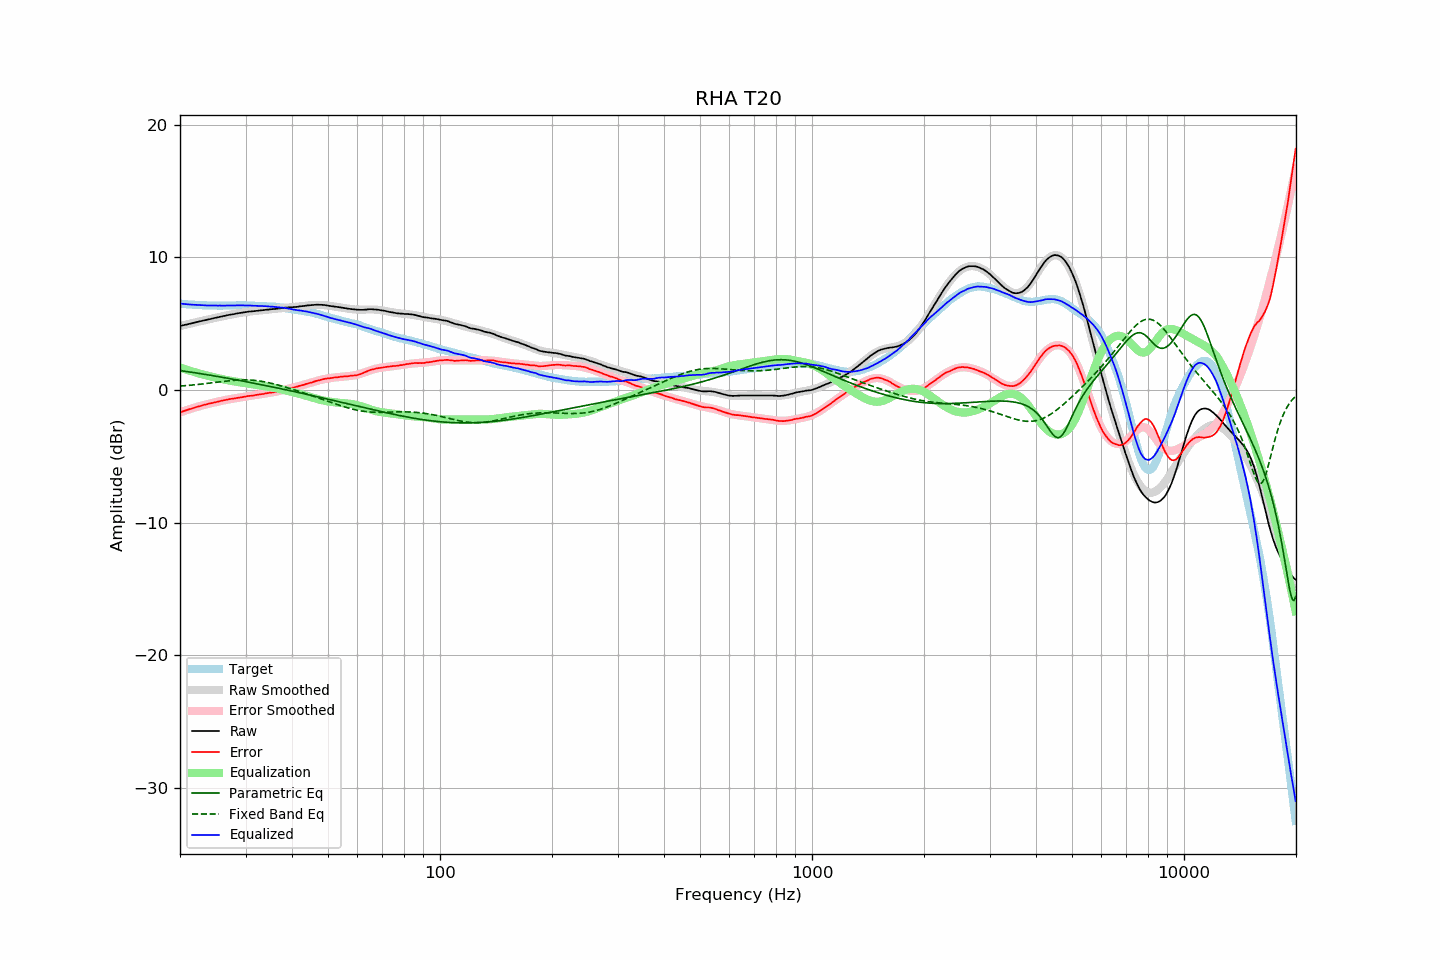 RHA T20
20
10
0
−10
−20
−30
Amplitude (dBr)
Target
Raw Smoothed
Error Smoothed
Raw
Error
Equalization
Parametric Eq
Fixed Band Eq
Equalized
100
1000
10000
Frequency (Hz)